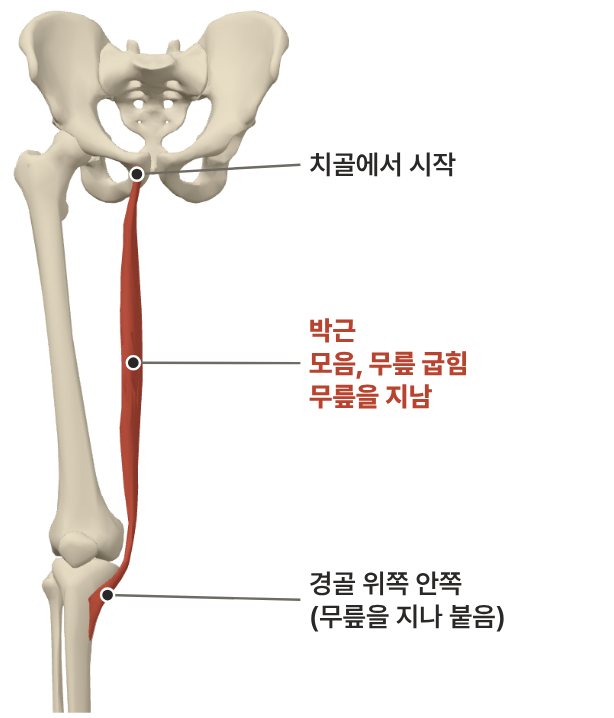 치골에서 시작
박근
모음, 무릎 굽힘
무릎을 지남
경골 위쪽 안쪽
(무릎을 지나 붙음)